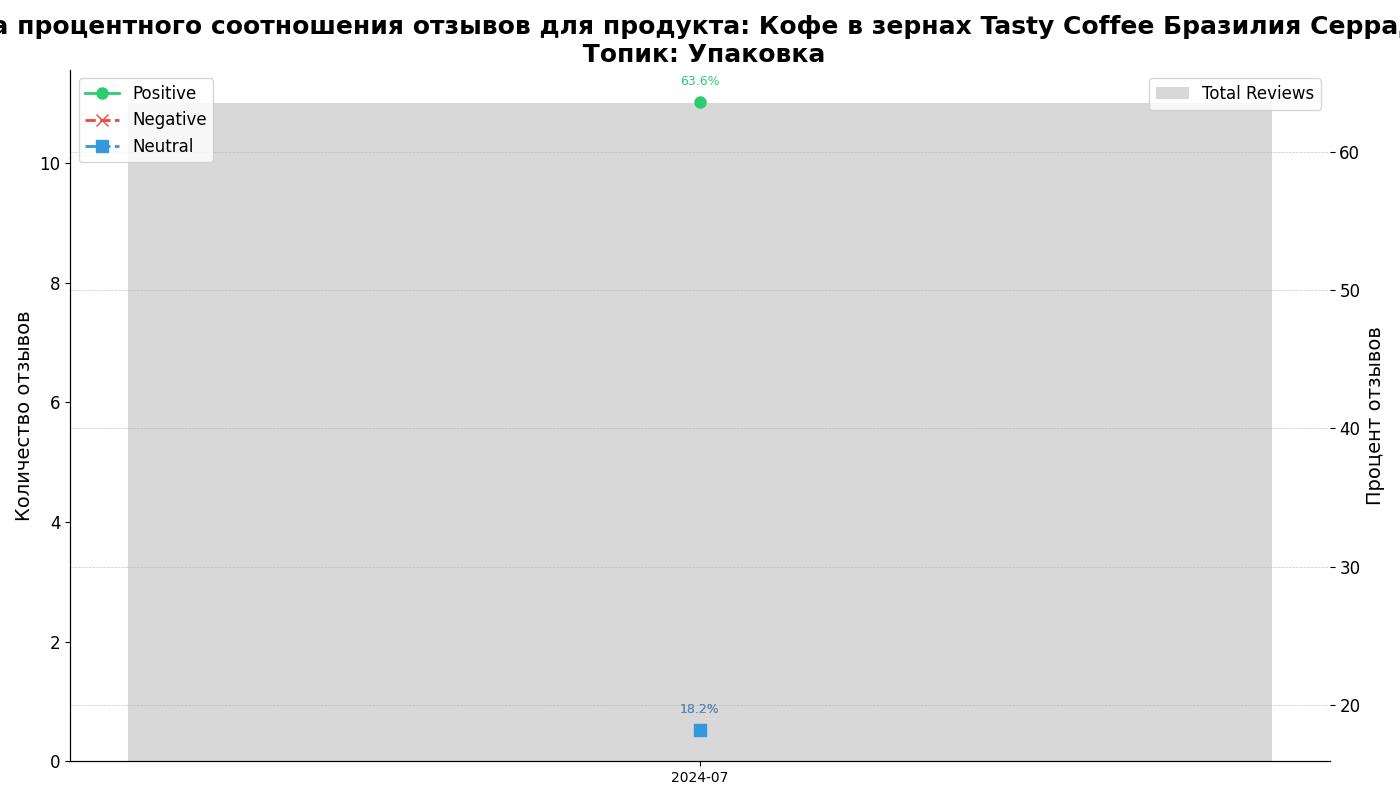 процентного соотношения отзывов для продукта: Кофе в зернах Tasty Coffee Бразилия
Топик: Упаковка
63.6%
Positive
Negative
Neutral
Total Reviews
10
8
6
4
2
0
60
50
40
30
20
Количество отзывов
Процент отзывов
18.2%
2024-07